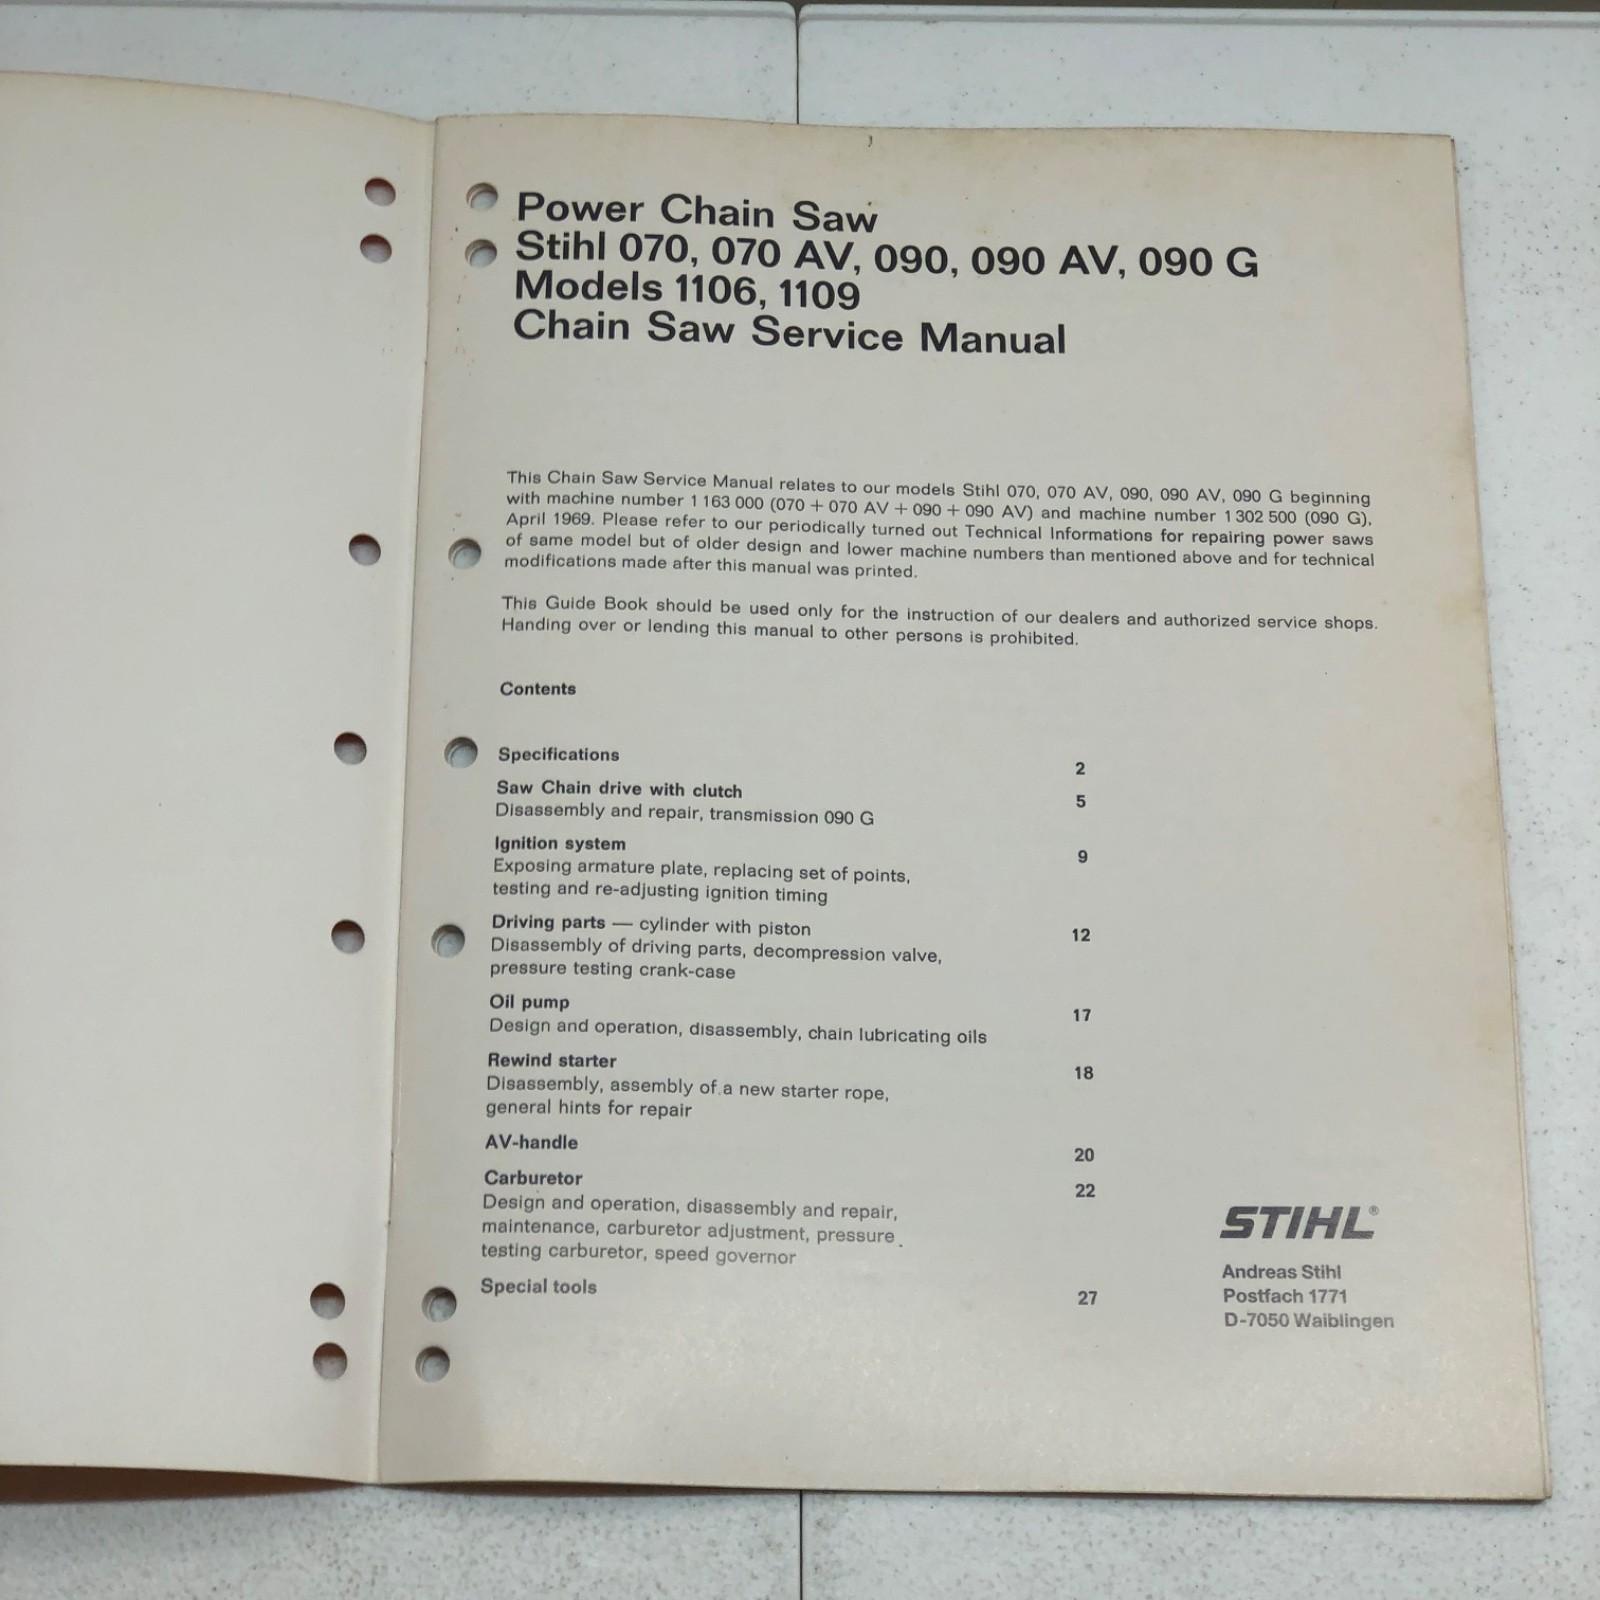 Power Chain Saw
Stihl 070, 070 AV, 090, 090 AV, 090 G
Models 1106, 1109
Chain Saw Service Manual
This Chain Saw Service Manual relates to our models Stihl 070, 070 AV, 090, 090 AV, 090 G beginning
with machine number 1 163 000 (070 + 070 AV + 090 + 090 AV) and machine number 1 302 500 (090 G),
April 1969. Please refer to our periodically turned out Technical Informations for repairing power saws
of same model but of older design and lower machine numbers than mentioned above and for technical
modifications made after this manual was printed.
This Guide Book should be used only for the instruction of our dealers and authorized service shops.
Handing over or lending this manual to other persons is prohibited.
Contents
Specifications 2
Saw Chain drive with clutch 5
Disassembly and repair, transmission 090 G
Ignition system 9
Exposing armature plate, replacing set of points,
testing and re-adjusting ignition timing
Driving parts — cylinder with piston 12
Disassembly of driving parts, decompression valve,
pressure testing crank-case
Oil pump 17
Design and operation, disassembly, chain lubricating oils
Rewind starter 18
Disassembly, assembly of a new starter rope,
general hints for repair
AV-handle 20
Carburetor 22
Design and operation, disassembly and repair,
maintenance, carburetor adjustment, pressure
testing carburetor, speed governor
Special tools 27
STIHL®
Andreas Stihl
Postfach 1771
D-7050 Waiblingen